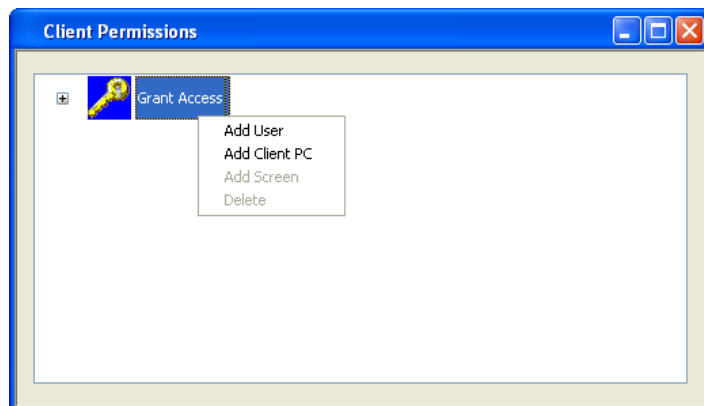 Client Permissions
Grant Access
Add User
Add Client PC
Add Screen
Delete